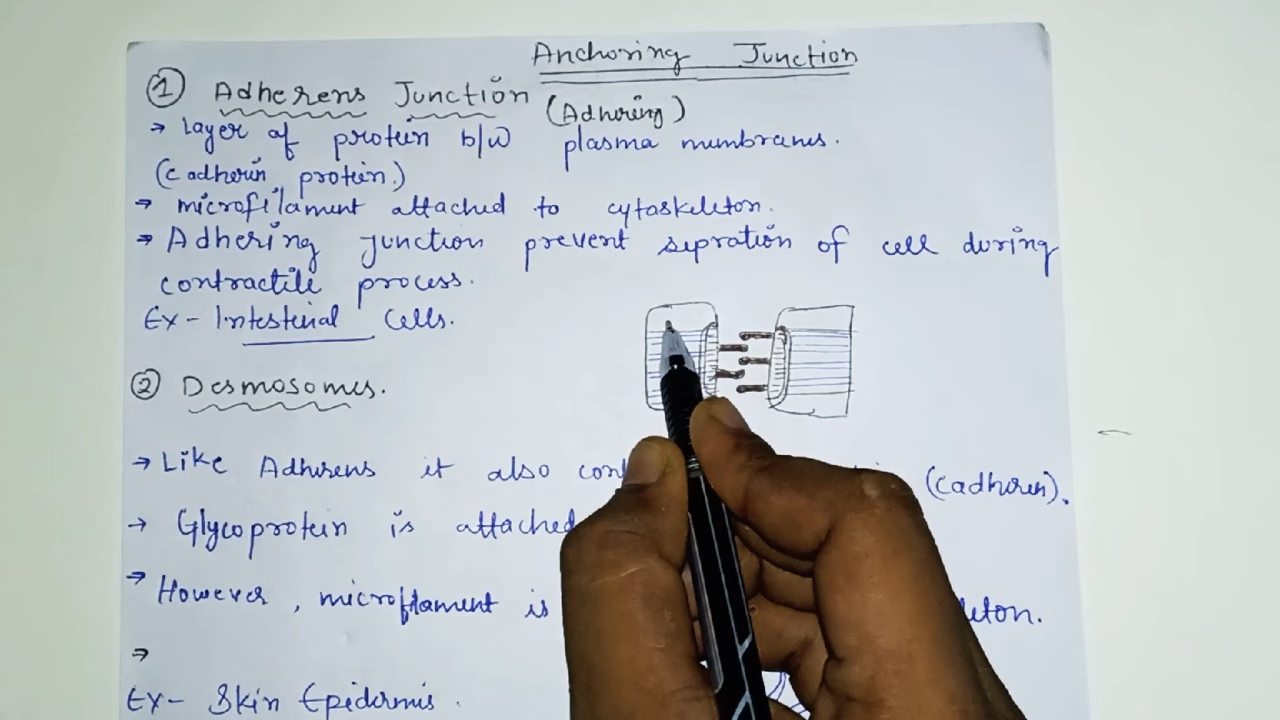 Anchoring Junction
① Adherens Junction (Adhering)
→ Layer of protein b/w plasma membranes.
(cadherin protein.)
→ microfilament attached to cytoskeleton.
→ Adhering junction prevent sepration of cell during
contractile process.
Ex- Intestinal Cells.
② Desmosomes.
→ Like Adherens it also (cadheren).
→ Glycoprotein is attached
→ However, microfilament is
→
Ex- Skin Epidermis.